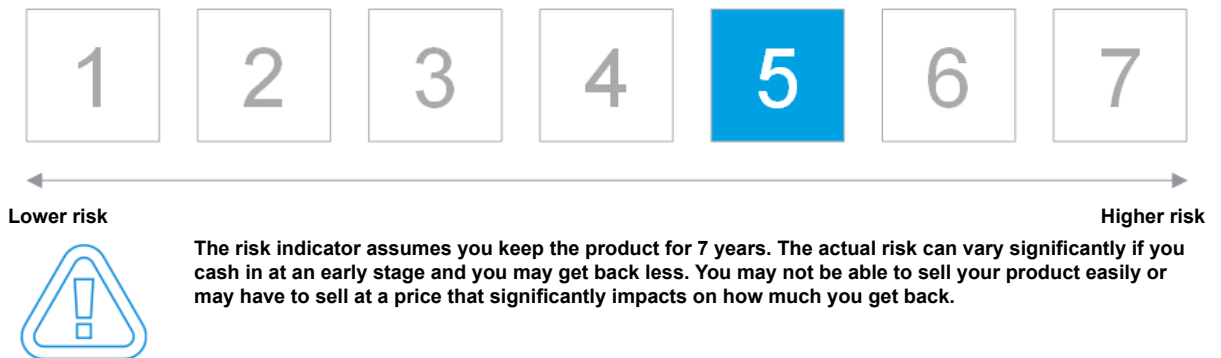 1 2 3 4 5 6 7
Lower risk Higher risk
The risk indicator assumes you keep the product for 7 years. The actual risk can vary significantly if you
cash in at an early stage and you may get back less. You may not be able to sell your product easily or
may have to sell at a price that significantly impacts on how much you get back.